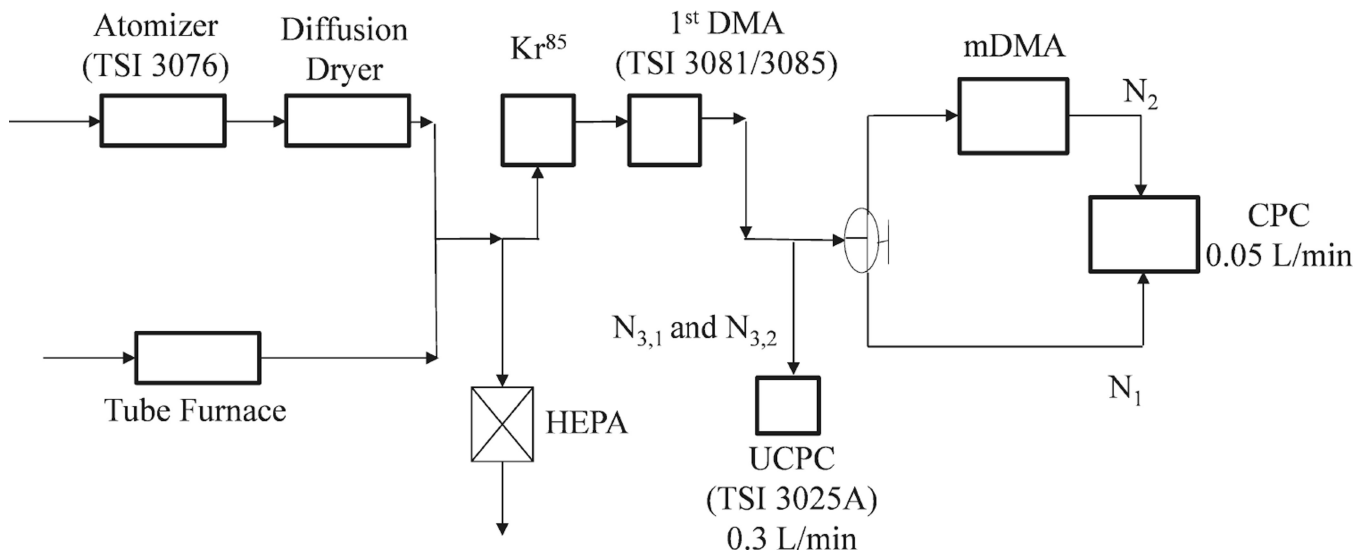 Atomizer
(TSI 3076)
Diffusion
Dryer
Kr⁸⁵
1ˢᵗ DMA
(TSI 3081/3085)
mDMA
N₂
CPC
0.05 L/min
N₃,₁ and N₃,₂
N₁
Tube Furnace
HEPA
UCPC
(TSI 3025A)
0.3 L/min